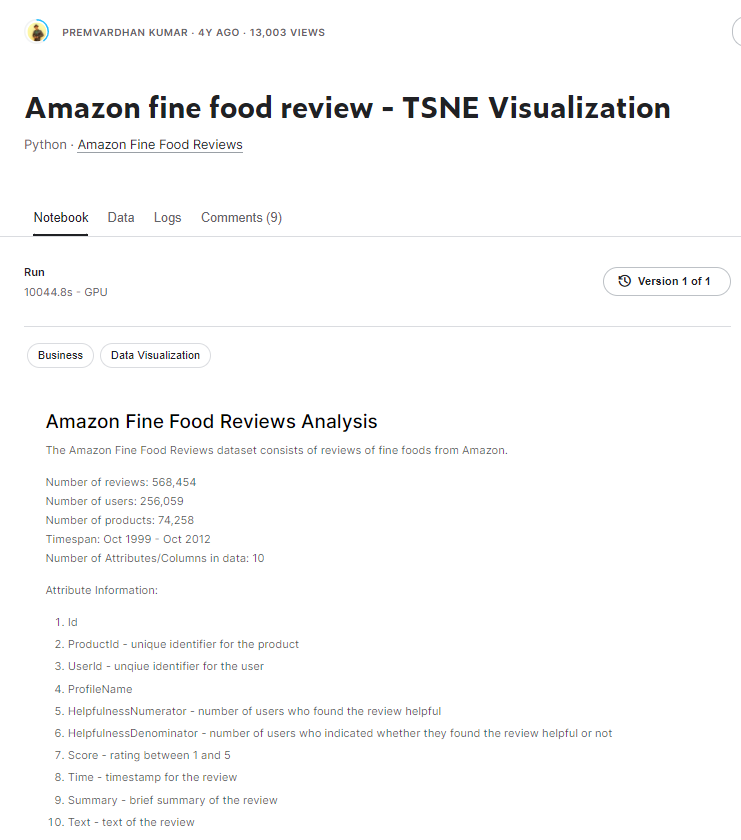 PREMVARDHAN KUMAR · 4Y AGO · 13,003 VIEWS
Amazon fine food review - TSNE Visualization
Python · Amazon Fine Food Reviews
Notebook Data Logs Comments (9)
Run
10044.8s - GPU
Version 1 of 1
Business Data Visualization
Amazon Fine Food Reviews Analysis
The Amazon Fine Food Reviews dataset consists of reviews of fine foods from Amazon.
Number of reviews: 568,454
Number of users: 256,059
Number of products: 74,258
Timespan: Oct 1999 - Oct 2012
Number of Attributes/Columns in data: 10
Attribute Information:
1. Id
2. ProductId - unique identifier for the product
3. UserId - unqiue identifier for the user
4. ProfileName
5. HelpfulnessNumerator - number of users who found the review helpful
6. HelpfulnessDenominator - number of users who indicated whether they found the review helpful or not
7. Score - rating between 1 and 5
8. Time - timestamp for the review
9. Summary - brief summary of the review
10. Text - text of the review